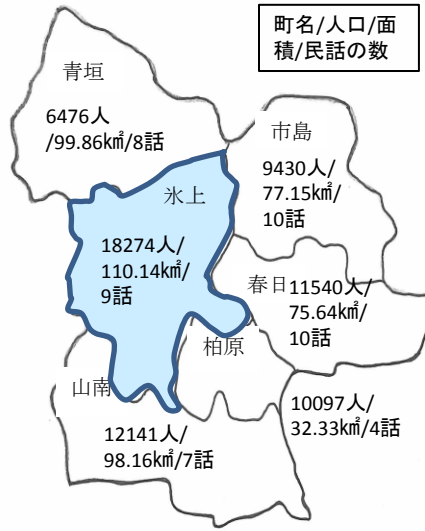 町名/人口/面
積/民話の数
青垣
6476人
/99.86㎢/8話
市島
9430人/
77.15㎢/
10話
氷上
18274人/
110.14㎢/
9話
春日
11540人/
75.64㎢/
10話
柏原
10097人/
32.33㎢/4話
山南
12141人/
98.16㎢/7話